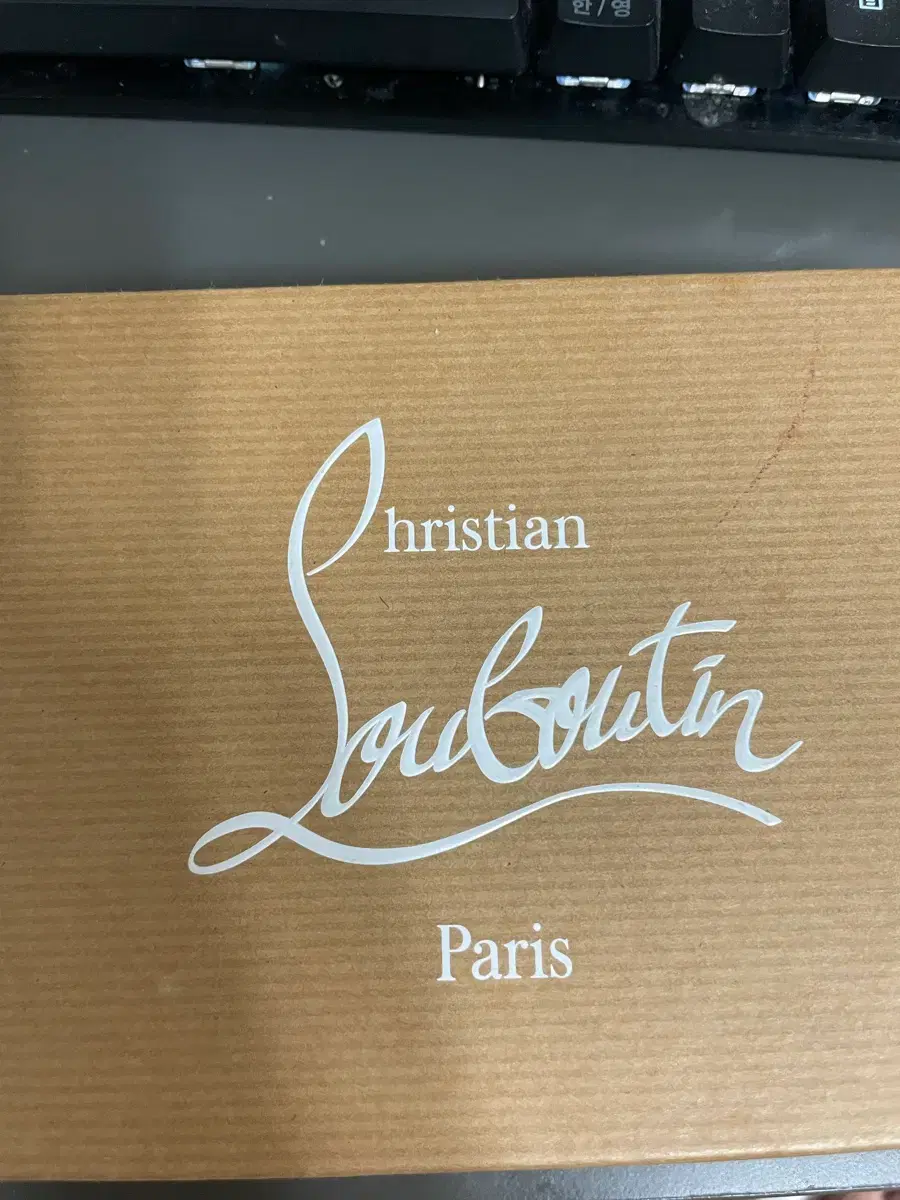 한/영
Christian
Louboutin
Paris